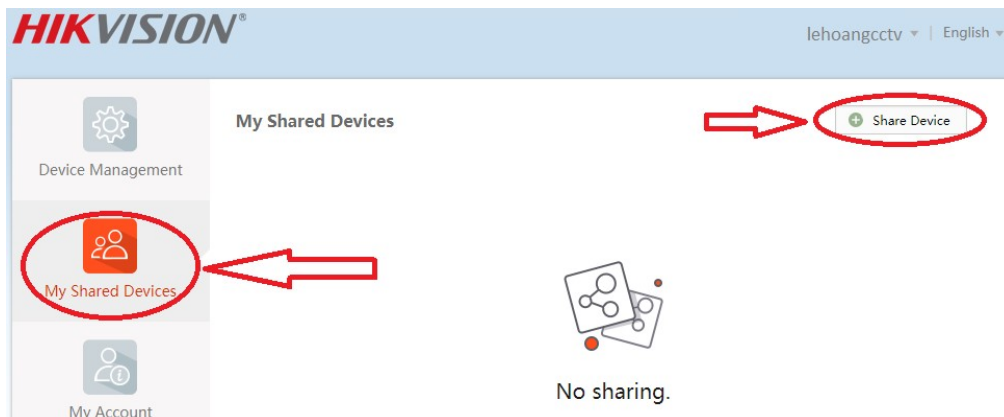 HIKVISION®
lehoangcctv
English
Device Management
My Shared Devices
My Account
My Shared Devices
Share Device
No sharing.